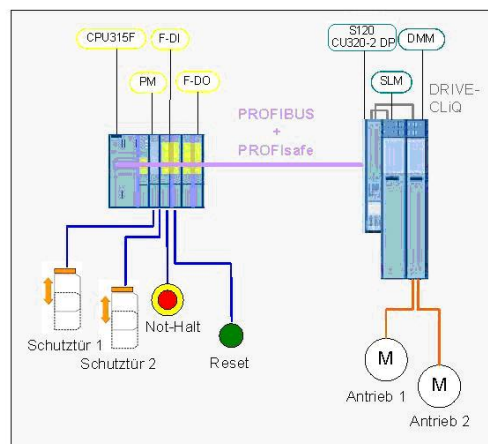 CPU315F
F-DI
PM
F-DO
S120
CU320-2 DP
DMM
SLM
DRIVE-
CLiQ
PROFIBUS
+
PROFIsafe
Schutztür 1
Schutztür 2
Not-Halt
Reset
M
M
Antrieb 1
Antrieb 2